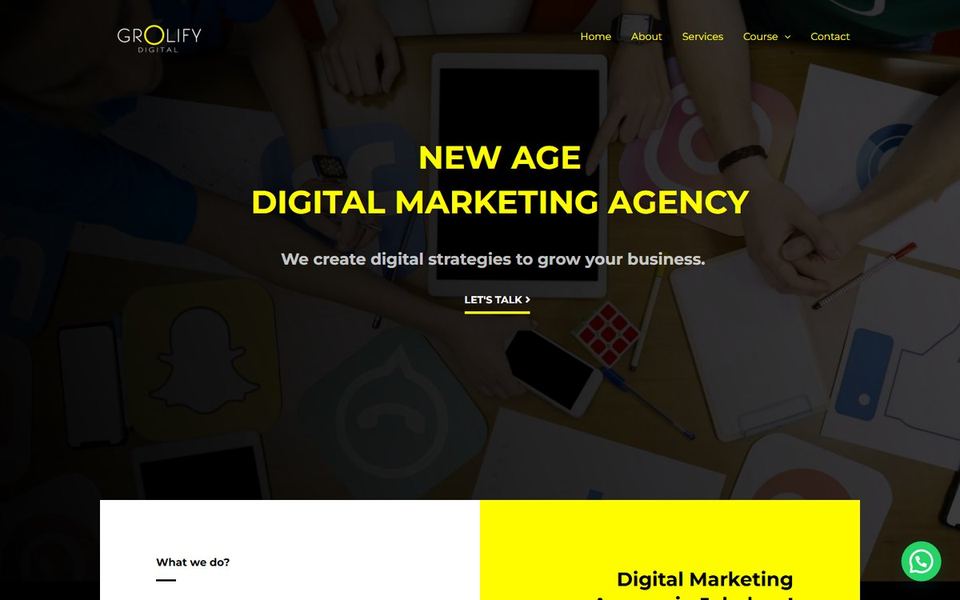 GROLIFY
DIGITAL
Home About Services Course Contact
NEW AGE
DIGITAL MARKETING AGENCY
We create digital strategies to grow your business.
LET'S TALK
What we do?
Digital Marketing